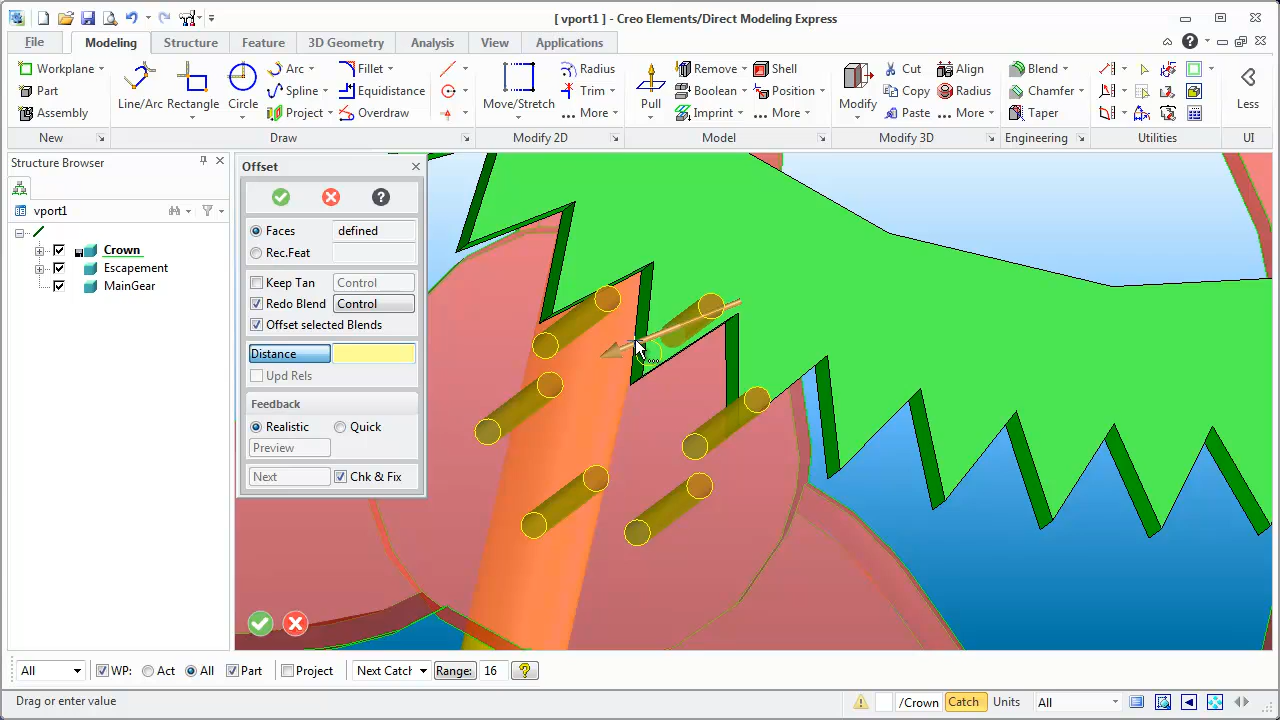 [ vport1 ] - Creo Elements/Direct Modeling Express
File Modeling Structure Feature 3D Geometry Analysis View Applications
Workplane Arc Fillet Radius Remove Shell Cut Align Blend
Line/Arc Rectangle Circle Spline Equidistance Move/Stretch Trim Pull Boolean Position Modify Copy Radius Chamfer Less
Part
Assembly Project Overdraw More Imprint More Paste More Taper
New Draw Modify 2D Model Modify 3D Engineering Utilities UI
Structure Browser
vport1
Crown
Escapement
MainGear
Offset
Faces defined
Rec.Feat
Keep Tan Control
Redo Blend Control
Offset selected Blends
Distance
Upd Rels
Feedback
Realistic Quick
Preview
Next Chk & Fix
All WP: Act All Part Project Next Catch Range: 16
Drag or enter value /Crown Catch Units All